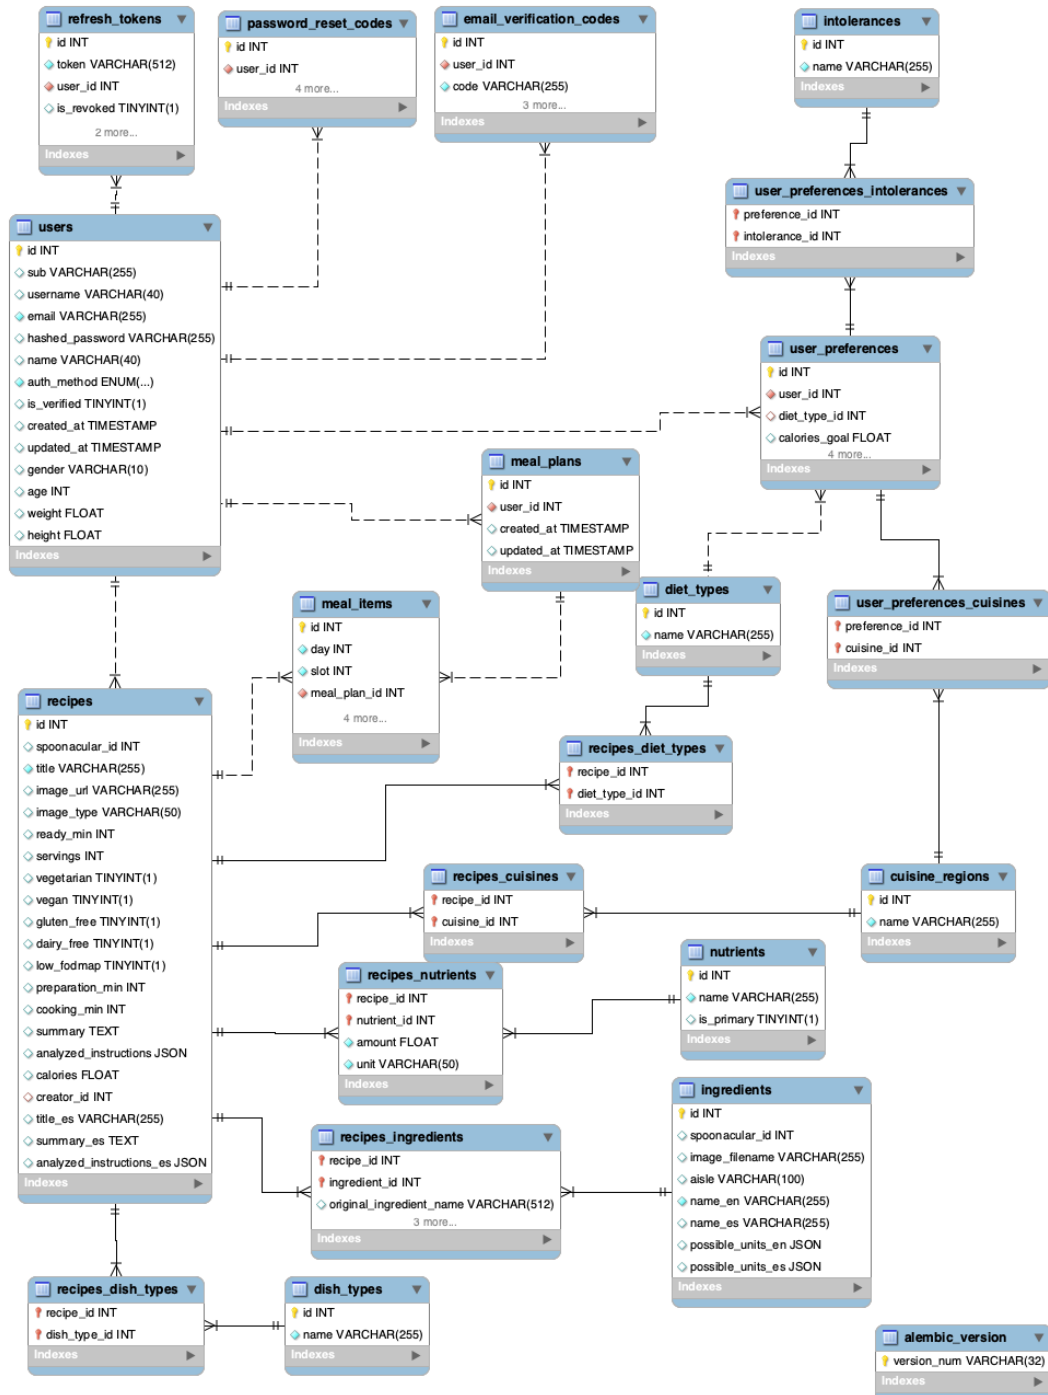 refresh_tokens
id INT
token VARCHAR(512)
user_id INT
is_revoked TINYINT(1)
2 more...
Indexes
password_reset_codes
id INT
user_id INT
4 more...
Indexes
email_verification_codes
id INT
user_id INT
code VARCHAR(255)
3 more...
Indexes
intolerances
id INT
name VARCHAR(255)
Indexes
user_preferences_intolerances
preference_id INT
intolerance_id INT
Indexes
users
id INT
sub VARCHAR(255)
username VARCHAR(40)
email VARCHAR(255)
hashed_password VARCHAR(255)
name VARCHAR(40)
auth_method ENUM(...)
is_verified TINYINT(1)
created_at TIMESTAMP
updated_at TIMESTAMP
gender VARCHAR(10)
age INT
weight FLOAT
height FLOAT
Indexes
user_preferences
id INT
user_id INT
diet_type_id INT
calories_goal FLOAT
4 more...
Indexes
meal_plans
id INT
user_id INT
created_at TIMESTAMP
updated_at TIMESTAMP
Indexes
meal_items
id INT
day INT
slot INT
meal_plan_id INT
4 more...
Indexes
diet_types
id INT
name VARCHAR(255)
Indexes
user_preferences_cuisines
preference_id INT
cuisine_id INT
Indexes
recipes
id INT
spoonacular_id INT
title VARCHAR(255)
image_url VARCHAR(255)
image_type VARCHAR(50)
ready_min INT
servings INT
vegetarian TINYINT(1)
vegan TINYINT(1)
gluten_free TINYINT(1)
dairy_free TINYINT(1)
low_fodmap TINYINT(1)
preparation_min INT
cooking_min INT
summary TEXT
analyzed_instructions JSON
calories FLOAT
creator_id INT
title_es VARCHAR(255)
summary_es TEXT
analyzed_instructions_es JSON
Indexes
recipes_diet_types
recipe_id INT
diet_type_id INT
Indexes
recipes_cuisines
recipe_id INT
cuisine_id INT
Indexes
cuisine_regions
id INT
name VARCHAR(255)
Indexes
recipes_nutrients
recipe_id INT
nutrient_id INT
amount FLOAT
unit VARCHAR(50)
Indexes
nutrients
id INT
name VARCHAR(255)
is_primary TINYINT(1)
Indexes
recipes_ingredients
recipe_id INT
ingredient_id INT
original_ingredient_name VARCHAR(512)
3 more...
Indexes
ingredients
id INT
spoonacular_id INT
image_filename VARCHAR(255)
aisle VARCHAR(100)
name_en VARCHAR(255)
name_es VARCHAR(255)
possible_units_en JSON
possible_units_es JSON
Indexes
recipes_dish_types
recipe_id INT
dish_type_id INT
Indexes
dish_types
id INT
name VARCHAR(255)
Indexes
alembic_version
version_num VARCHAR(32)
Indexes